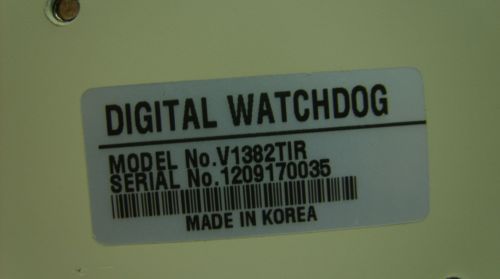 DIGITAL WATCHDOG
MODEL No.V1382TIR
SERIAL No.1209170035
MADE IN KOREA